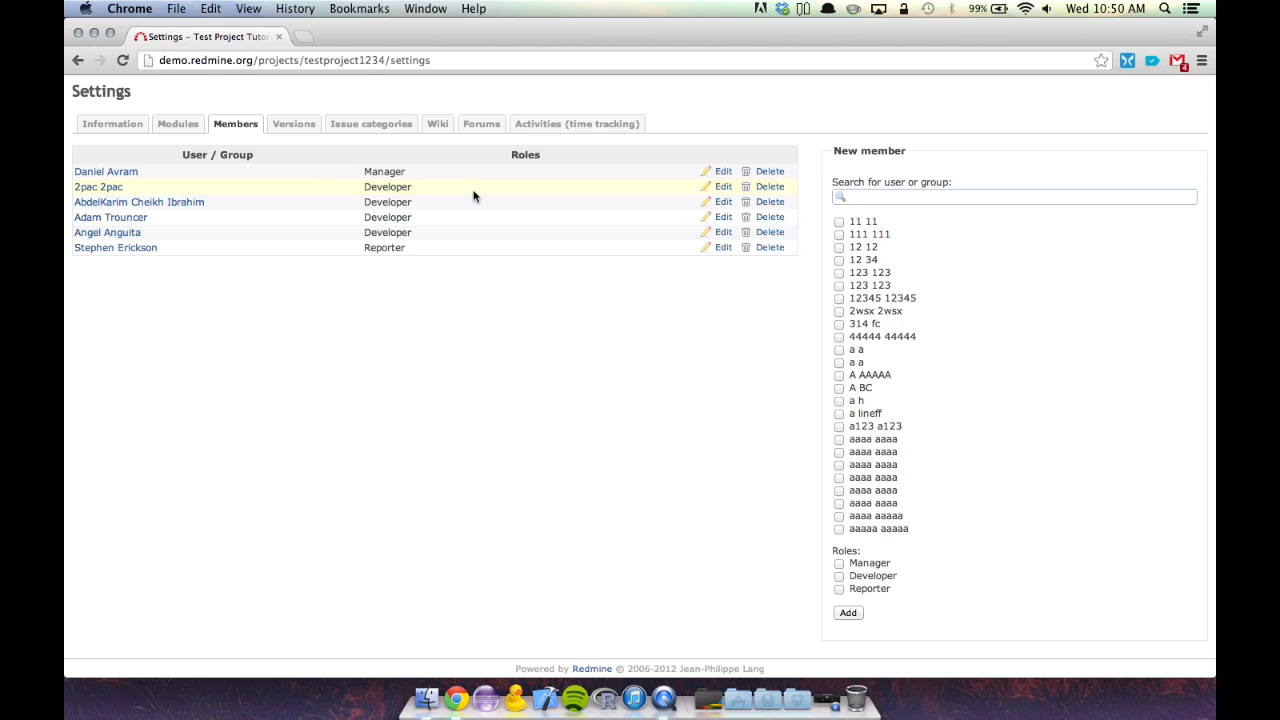 Chrome File Edit View History Bookmarks Window Help 99% Wed 10:50 AM
Settings – Test Project Tutor
demo.redmine.org/projects/testproject1234/settings
4
Settings
Information Modules Members Versions Issue categories Wiki Forums Activities (time tracking)
User / Group Roles
Daniel Avram Manager Edit Delete
2pac 2pac Developer Edit Delete
AbdelKarim Cheikh Ibrahim Developer Edit Delete
Adam Trouncer Developer Edit Delete
Angel Anguita Developer Edit Delete
Stephen Erickson Reporter Edit Delete
New member
Search for user or group:
11 11
111 111
12 12
12 34
123 123
123 123
12345 12345
2wsx 2wsx
314 fc
44444 44444
a a
a a
A AAAAA
A BC
a h
a lineff
a123 a123
aaaa aaaa
aaaa aaaa
aaaa aaaa
aaaa aaaa
aaaa aaaa
aaaa aaaa
aaaa aaaaa
aaaaa aaaaa
Roles:
Manager
Developer
Reporter
Add
Powered by Redmine © 2006-2012 Jean-Philippe Lang